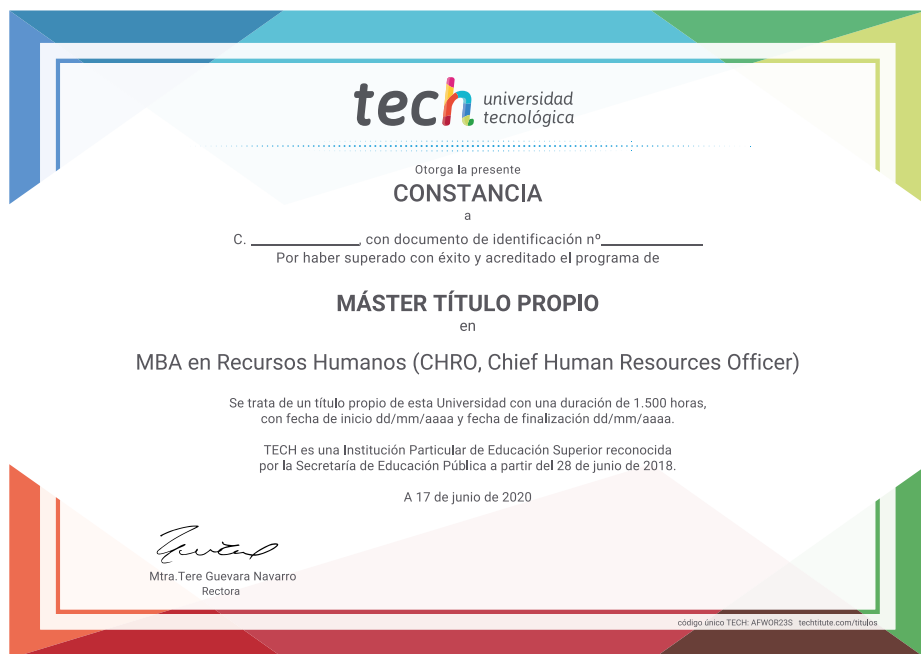 tech universidad
tecnológica
Otorga la presente
CONSTANCIA
a
C. ______________, con documento de identificación nº______________
Por haber superado con éxito y acreditado el programa de
MÁSTER TÍTULO PROPIO
en
MBA en Recursos Humanos (CHRO, Chief Human Resources Officer)
Se trata de un título propio de esta Universidad con una duración de 1.500 horas,
con fecha de inicio dd/mm/aaaa y fecha de finalización dd/mm/aaaa.
TECH es una Institución Particular de Educación Superior reconocida
por la Secretaría de Educación Pública a partir del 28 de junio de 2018.
A 17 de junio de 2020
Mtra.Tere Guevara Navarro
Rectora
código único TECH: AFWOR23S techtitute.com/titulos